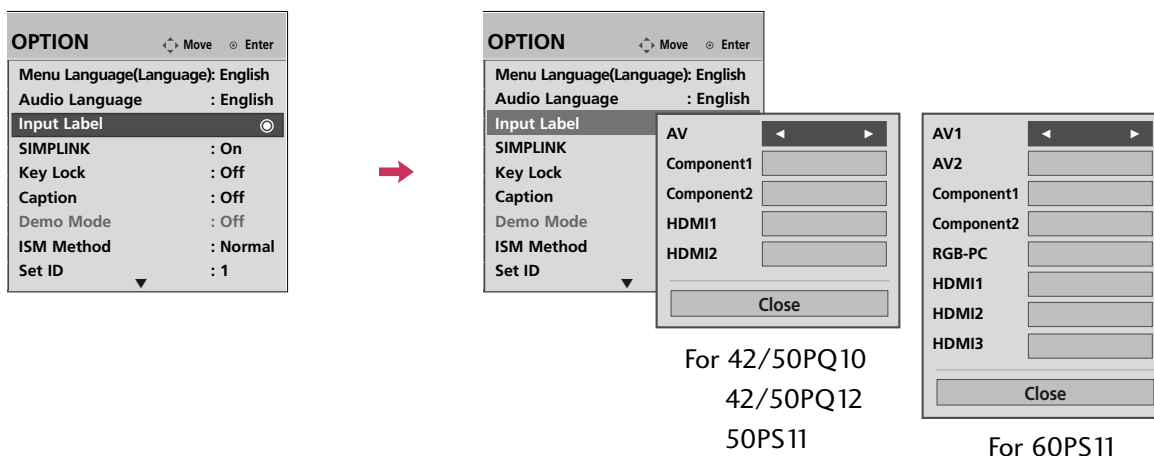 OPTION Move Enter
Menu Language(Language): English
Audio Language : English
Input Label
SIMPLINK : On
Key Lock : Off
Caption : Off
Demo Mode : Off
ISM Method : Normal
Set ID : 1
OPTION Move Enter
Menu Language(Language): English
Audio Language : English
Input Label
SIMPLINK
Key Lock
Caption
Demo Mode
ISM Method
Set ID
AV
Component1
Component2
HDMI1
HDMI2
Close
For 42/50PQ10
42/50PQ12
50PS11
AV1
AV2
Component1
Component2
RGB-PC
HDMI1
HDMI2
HDMI3
Close
For 60PS11